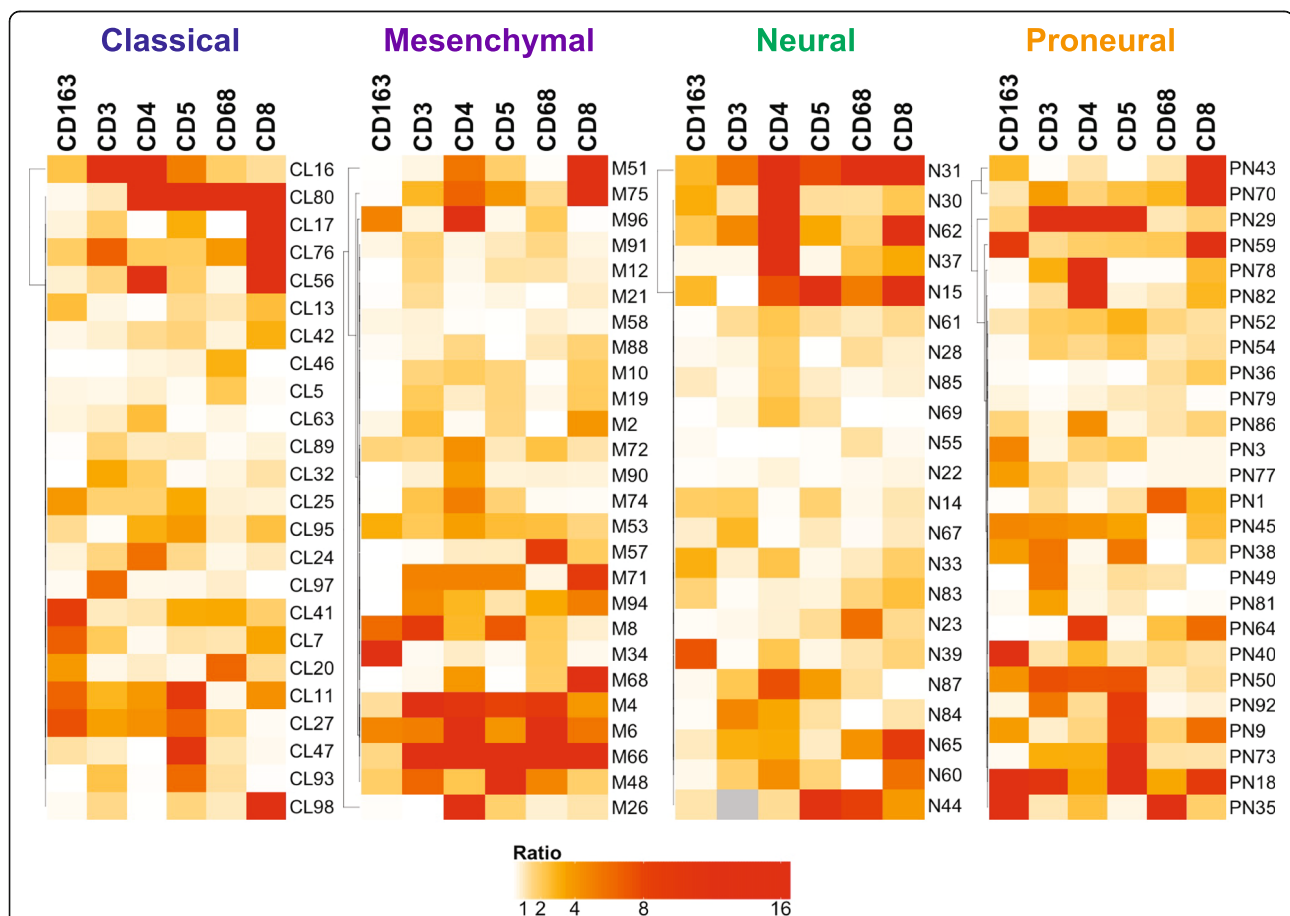 Classical Mesenchymal Neural Proneural
CD163 CD3 CD4 CD5 CD68 CD8 CD163 CD3 CD4 CD5 CD68 CD8 CD163 CD3 CD4 CD5 CD68 CD8 CD163 CD3 CD4 CD5 CD68 CD8
CL16
CL80
CL17
CL76
CL56
CL13
CL42
CL46
CL5
CL63
CL89
CL32
CL25
CL95
CL24
CL97
CL41
CL7
CL20
CL11
CL27
CL47
CL93
CL98
M51
M75
M96
M91
M12
M21
M58
M88
M10
M19
M2
M72
M90
M74
M53
M57
M71
M94
M8
M34
M68
M4
M6
M66
M48
M26
N31
N30
N62
N37
N15
N61
N28
N85
N69
N55
N22
N14
N67
N33
N83
N23
N39
N87
N84
N65
N60
N44
PN43
PN70
PN29
PN59
PN78
PN82
PN52
PN54
PN36
PN79
PN86
PN3
PN77
PN1
PN45
PN38
PN49
PN81
PN64
PN40
PN50
PN92
PN9
PN73
PN18
PN35
Ratio
1 2 4 8 16